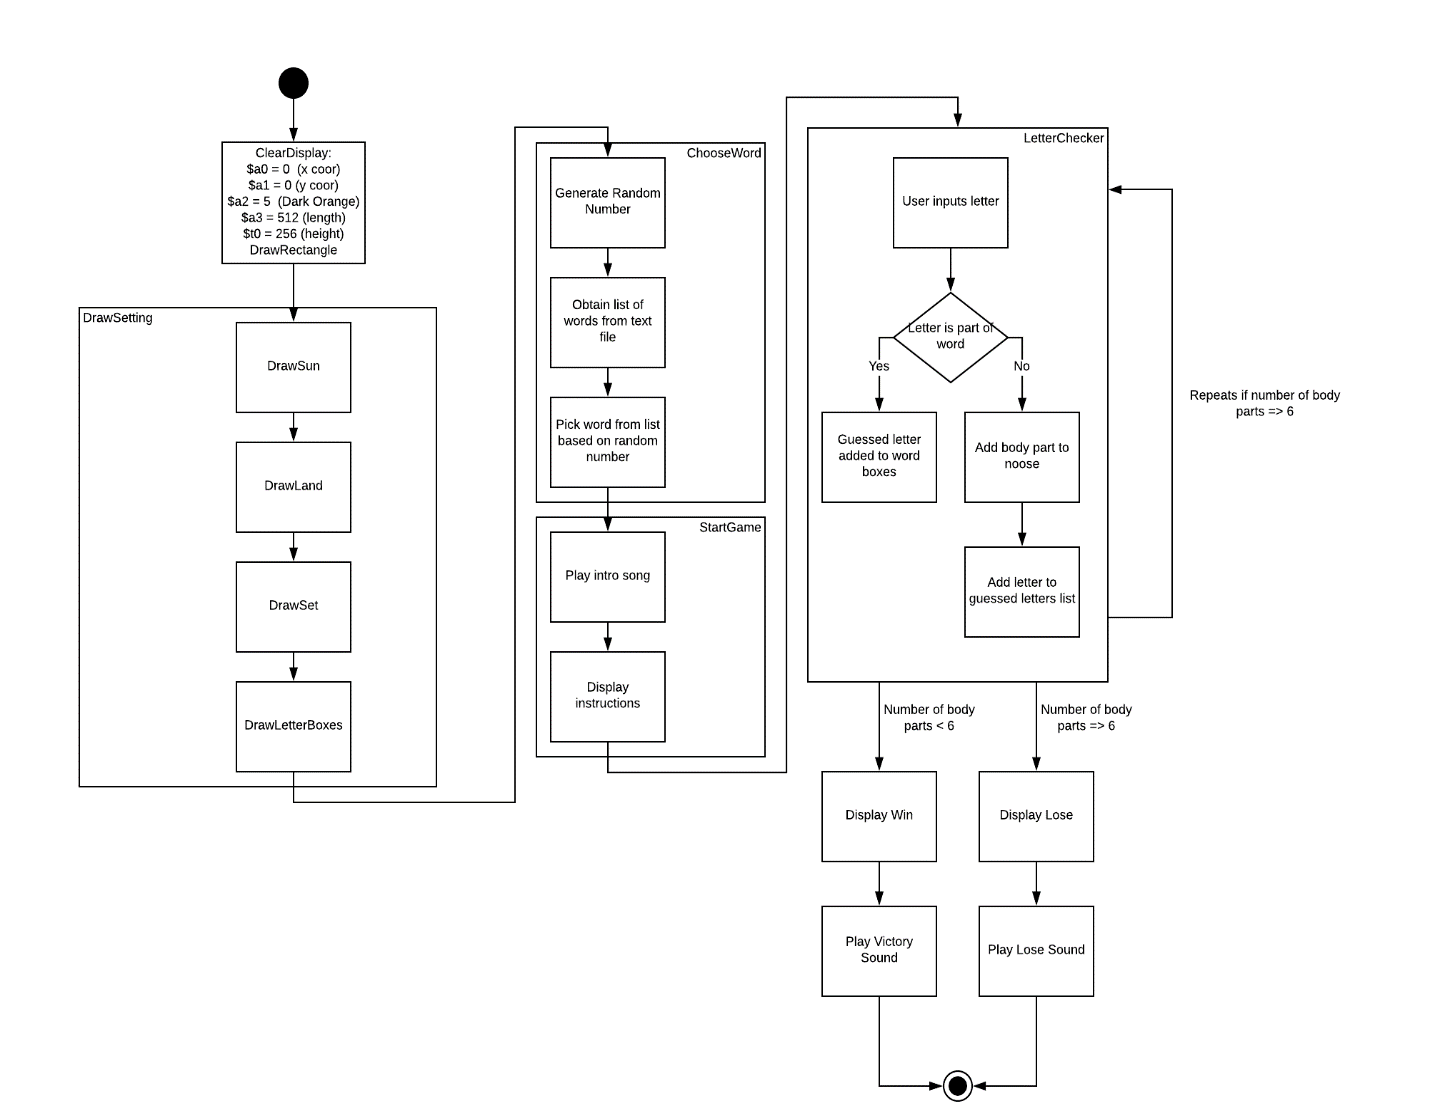 ClearDisplay:
$a0 = 0  (x coor)
$a1 = 0 (y coor)
$a2 = 5  (Dark Orange)
$a3 = 512 (length)
$t0 = 256 (height)
DrawRectangle
DrawSetting
DrawSun
DrawLand
DrawSet
DrawLetterBoxes
ChooseWord
Generate Random
Number
Obtain list of
words from text
file
Pick word from list
based on random
number
StartGame
Play intro song
Display
instructions
LetterChecker
User inputs letter
Letter is part of
word
Yes
No
Guessed letter
added to word
boxes
Add body part to
noose
Add letter to
guessed letters list
Repeats if number of body
parts => 6
Number of body
parts < 6
Number of body
parts => 6
Display Win
Display Lose
Play Victory
Sound
Play Lose Sound